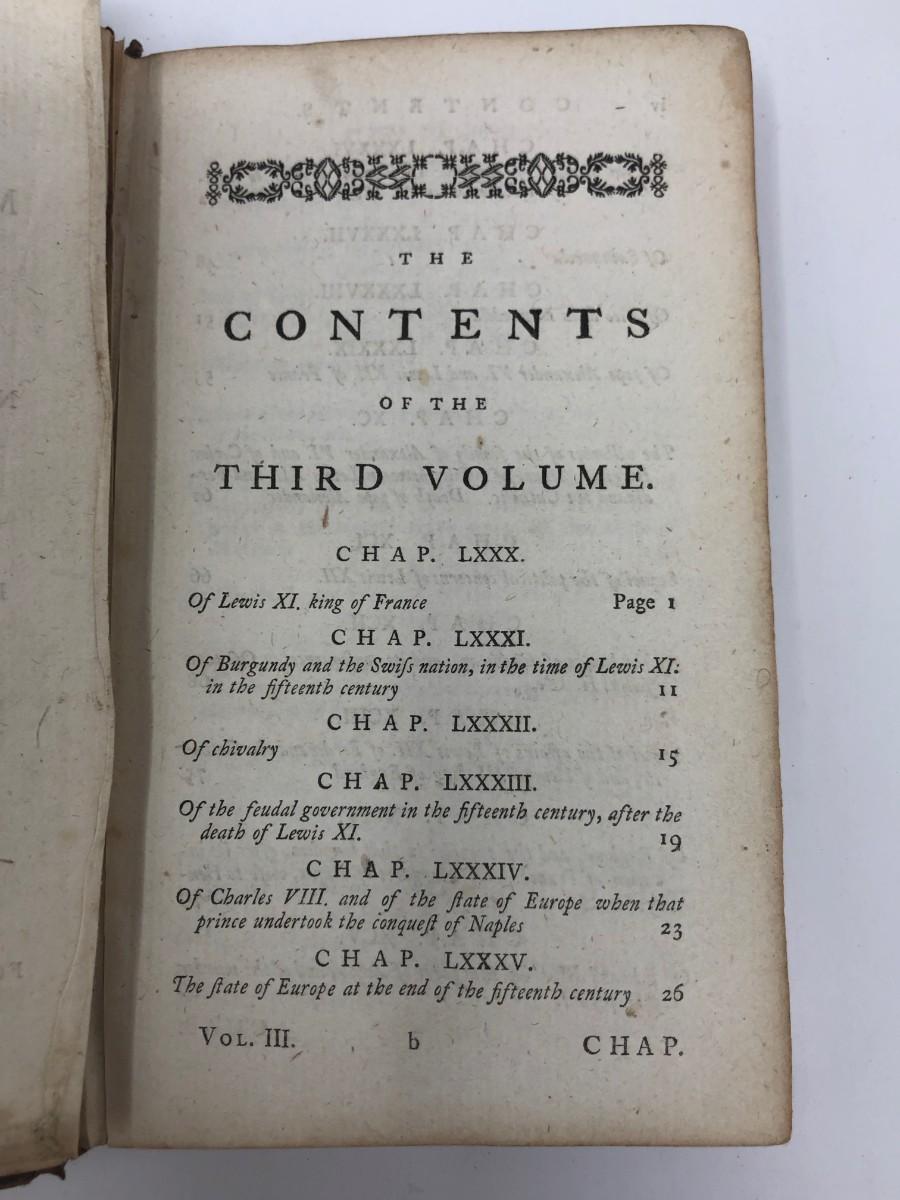 THE
CONTENTS
OF THE
THIRD VOLUME.
CHAP. LXXX.
Of Lewis XI. king of France Page 1
CHAP. LXXXI.
Of Burgundy and the Swiſs nation, in the time of Lewis XI:
in the fifteenth century 11
CHAP. LXXXII.
Of chivalry 15
CHAP. LXXXIII.
Of the feudal government in the fifteenth century, after the
death of Lewis XI. 19
CHAP. LXXXIV.
Of Charles VIII. and of the ſtate of Europe when that
prince undertook the conqueſt of Naples 23
CHAP. LXXXV.
The ſtate of Europe at the end of the fifteenth century 26
VOL. III. b CHAP.